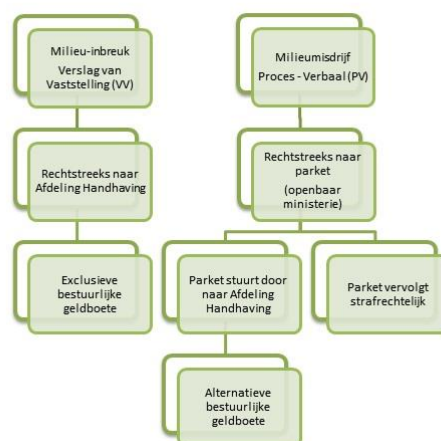 Milieu-inbreuk
Verslag van
Vaststelling (VV)
Rechtstreeks naar
Afdeling Handhaving
Exclusieve
bestuurlijke
geldboete
Milieumisdrijf
Proces - Verbaal (PV)
Rechtstreeks naar
parket
(openbaar
ministerie)
Parket stuurt door
naar Afdeling
Handhaving
Parket vervolgt
strafrechtelijk
Alternatieve
bestuurlijke
geldboete